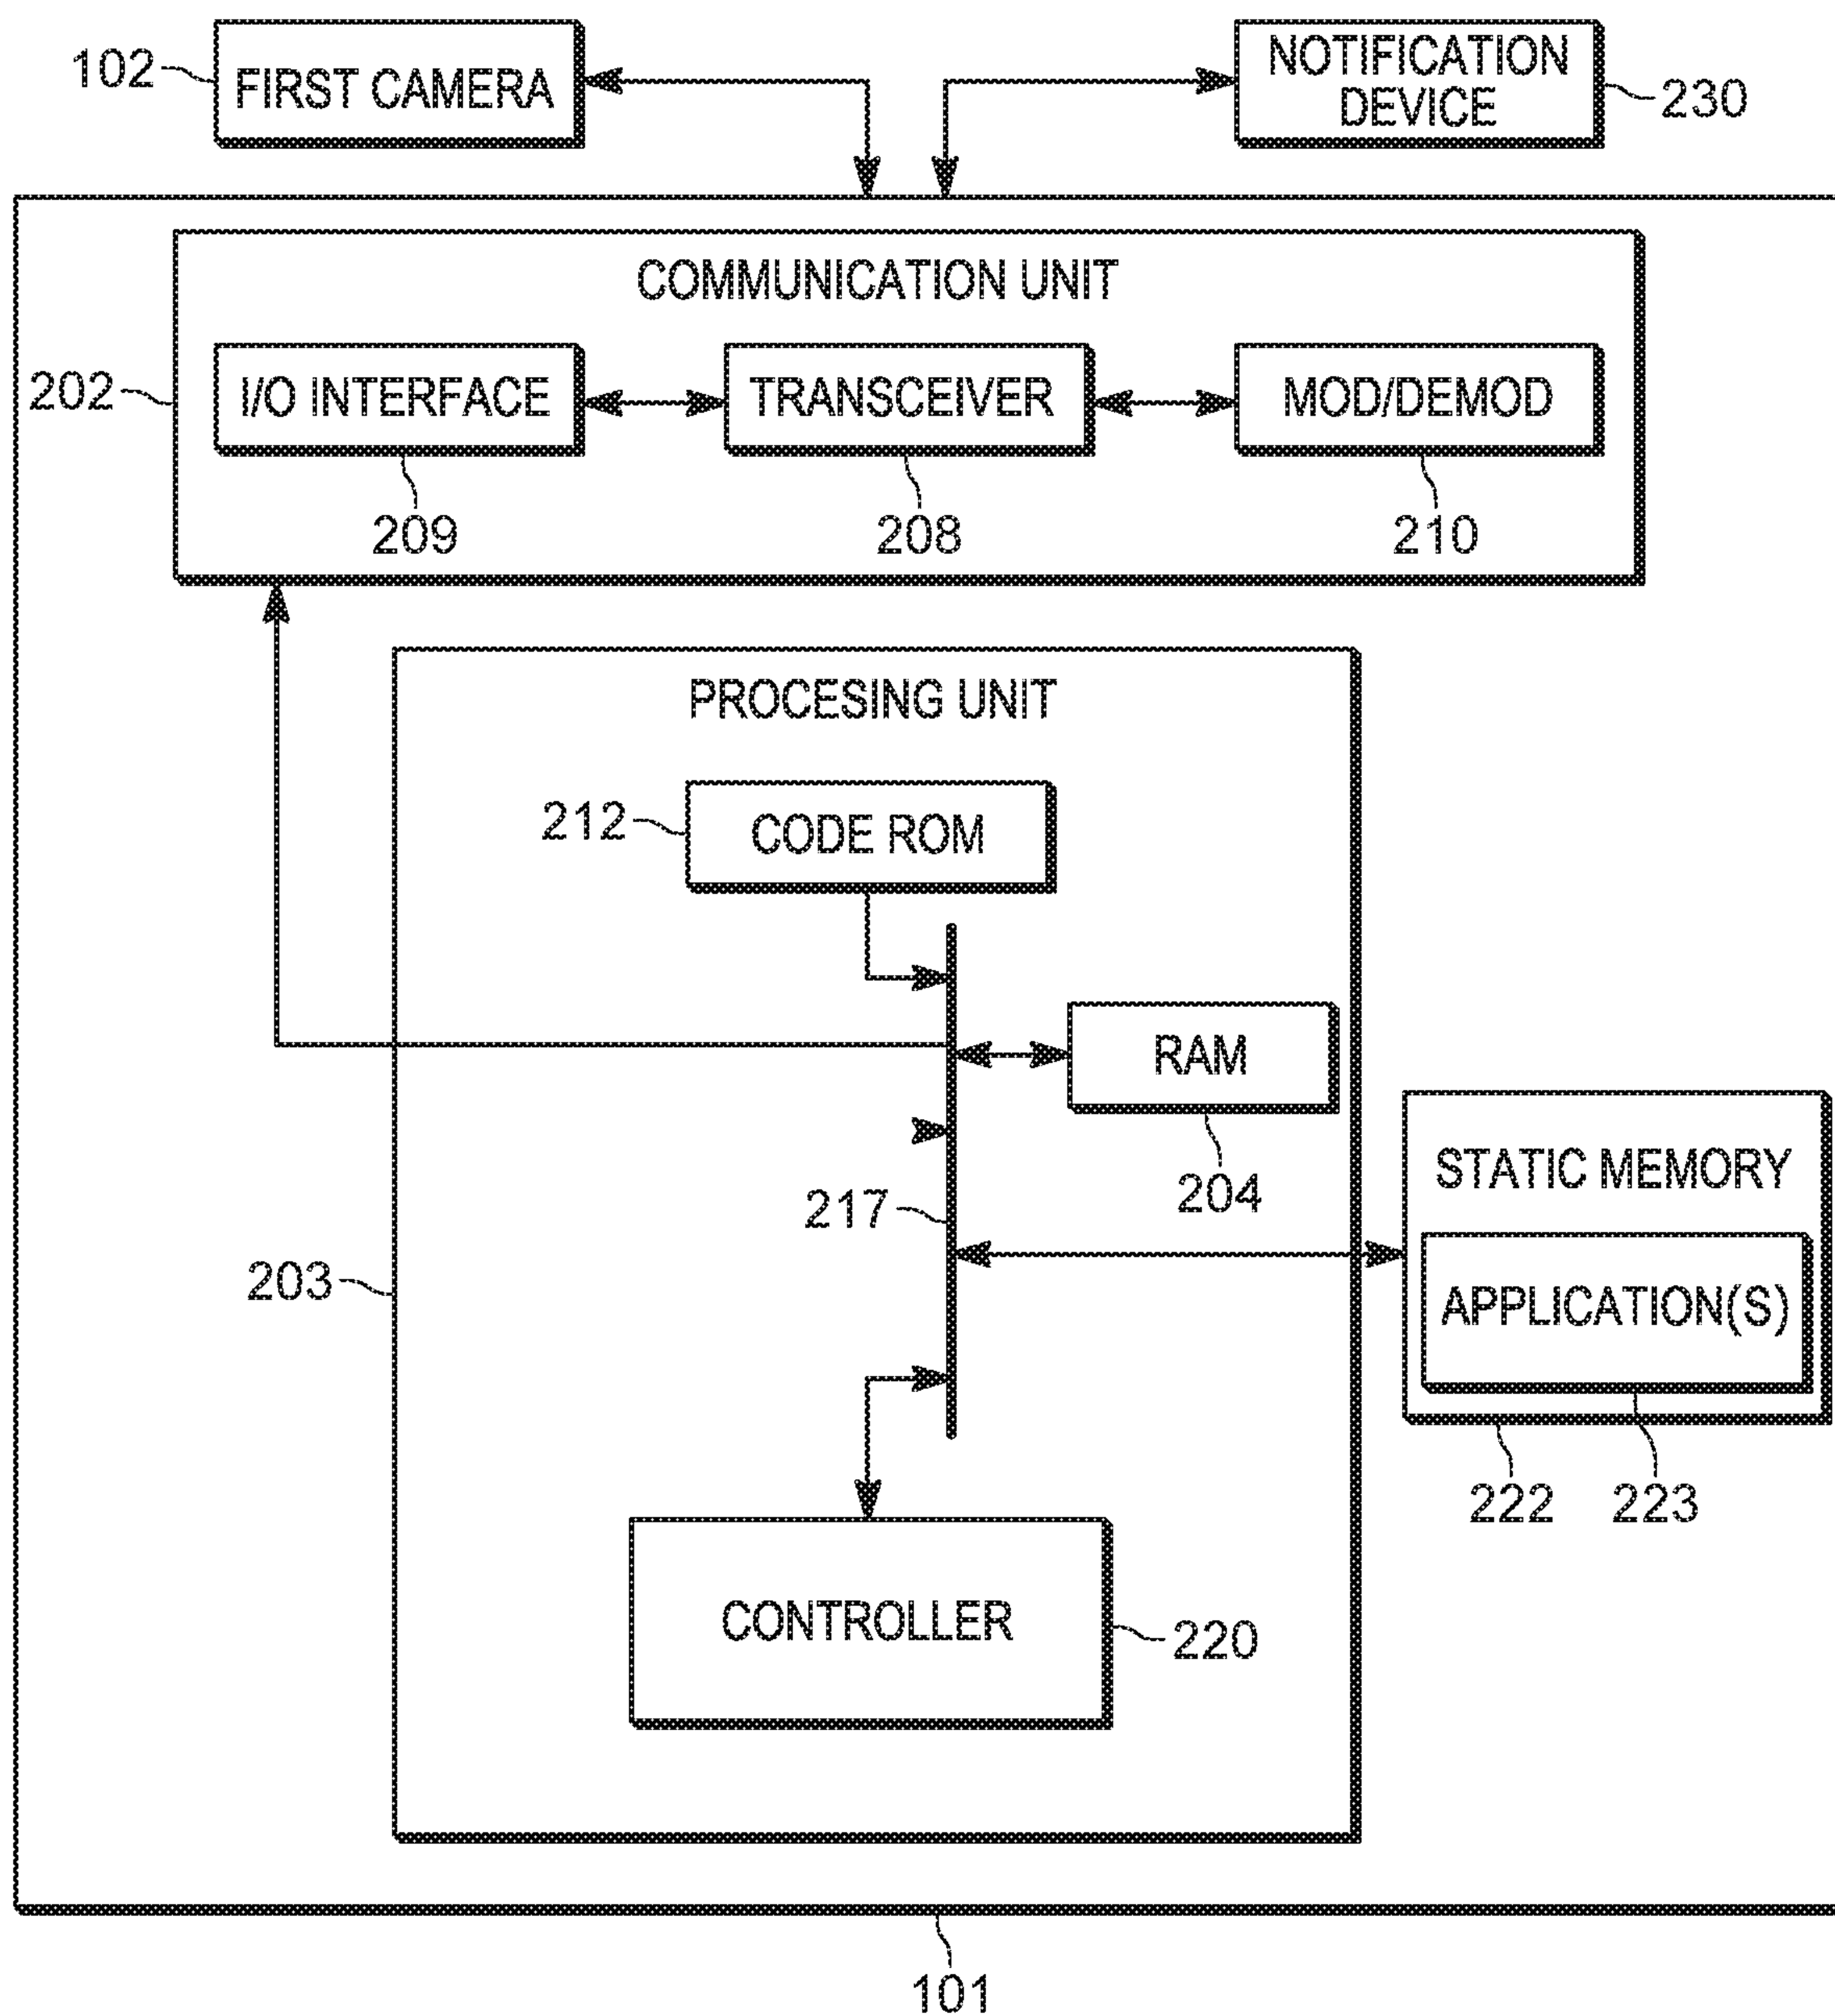 102
FIRST CAMERA
NOTIFICATION
DEVICE
230
COMMUNICATION UNIT
202
I/O INTERFACE
TRANSCEIVER
MOD/DEMOD
209
208
210
PROCESING UNIT
212
CODE ROM
RAM
204
217
STATIC MEMORY
203
APPLICATION(S)
222
223
CONTROLLER
220
101